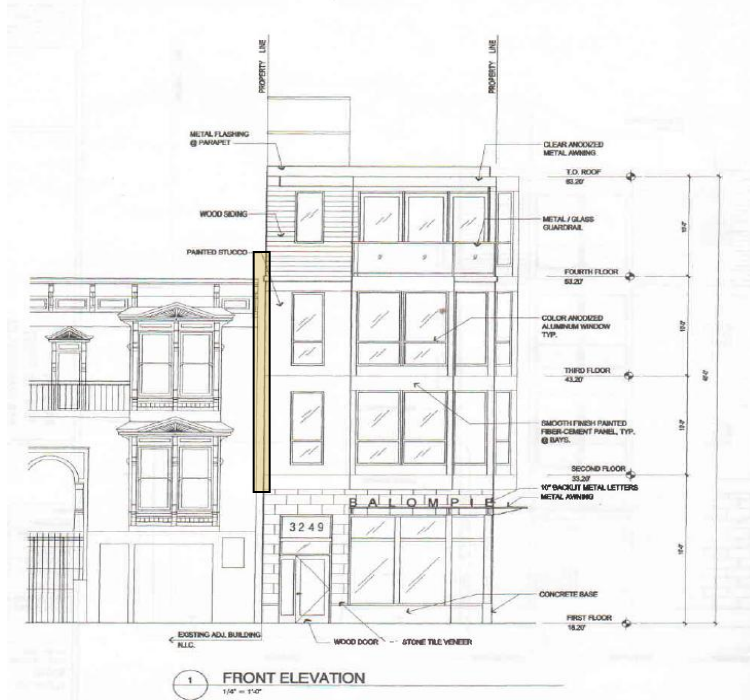 PROPERTY LINE
PROPERTY LINE
METAL FLASHING
@ PARAPET
CLEAR ANODIZED
METAL AWNING
T.O. ROOF
63.20'
WOOD SIDING
METAL / GLASS
GUARDRAIL
PAINTED STUCCO
FOURTH FLOOR
53.20'
COLOR ANODIZED
ALUMINUM WINDOW
TYP.
THIRD FLOOR
43.20'
SMOOTH FINISH PAINTED
FIBER-CEMENT PANEL, TYP.
@ BAYS.
SECOND FLOOR
33.20'
10" BACKLIT METAL LETTERS
METAL AWNING
BALOMPIE
3249
CONCRETE BASE
FIRST FLOOR
18.20'
EXISTING ADJ. BUILDING
N.I.C.
WOOD DOOR
STONE TILE VENEER
1
FRONT ELEVATION
1/4" = 1'-0"